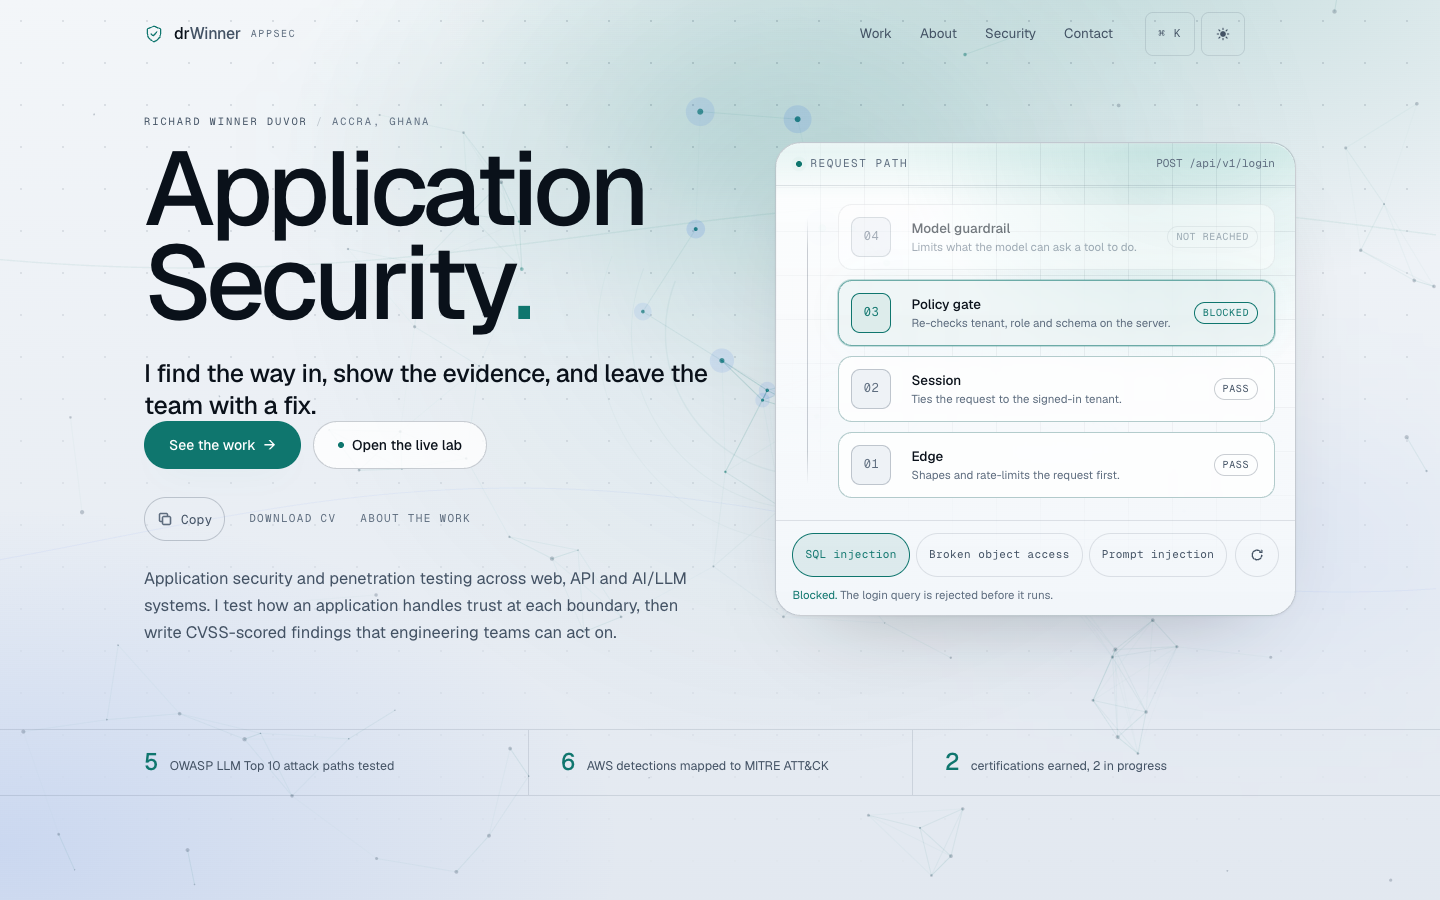 drWinner APPSEC
Work About Security Contact ⌘ K
RICHARD WINNER DUVOR / ACCRA, GHANA
Application
Security.
I find the way in, show the evidence, and leave the
team with a fix.
See the work → Open the live lab
Copy DOWNLOAD CV ABOUT THE WORK
Application security and penetration testing across web, API and AI/LLM
systems. I test how an application handles trust at each boundary, then
write CVSS-scored findings that engineering teams can act on.
REQUEST PATH POST /api/v1/login
04 Model guardrail NOT REACHED
Limits what the model can ask a tool to do.
03 Policy gate BLOCKED
Re-checks tenant, role and schema on the server.
02 Session PASS
Ties the request to the signed-in tenant.
01 Edge PASS
Shapes and rate-limits the request first.
SQL injection Broken object access Prompt injection
Blocked. The login query is rejected before it runs.
5 OWASP LLM Top 10 attack paths tested
6 AWS detections mapped to MITRE ATT&CK
2 certifications earned, 2 in progress